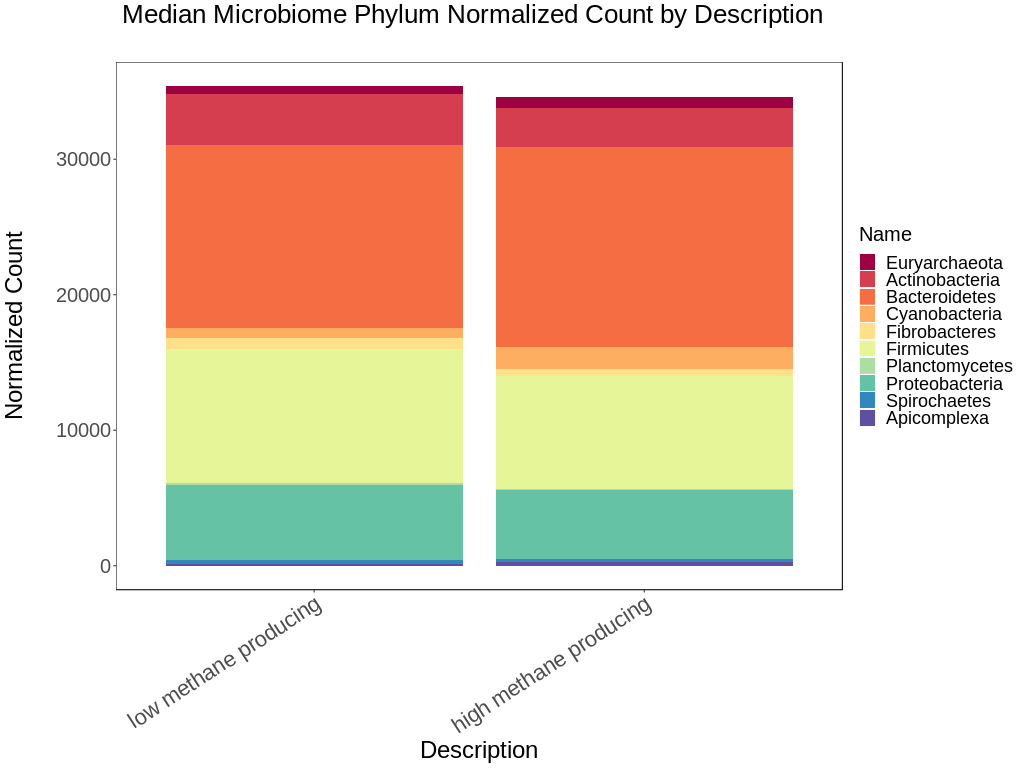 Median Microbiome Phylum Normalized Count by Description
Normalized Count
30000
20000
10000
0
low methane producing
high methane producing
Description
Name
Euryarchaeota
Actinobacteria
Bacteroidetes
Cyanobacteria
Fibrobacteres
Firmicutes
Planctomycetes
Proteobacteria
Spirochaetes
Apicomplexa